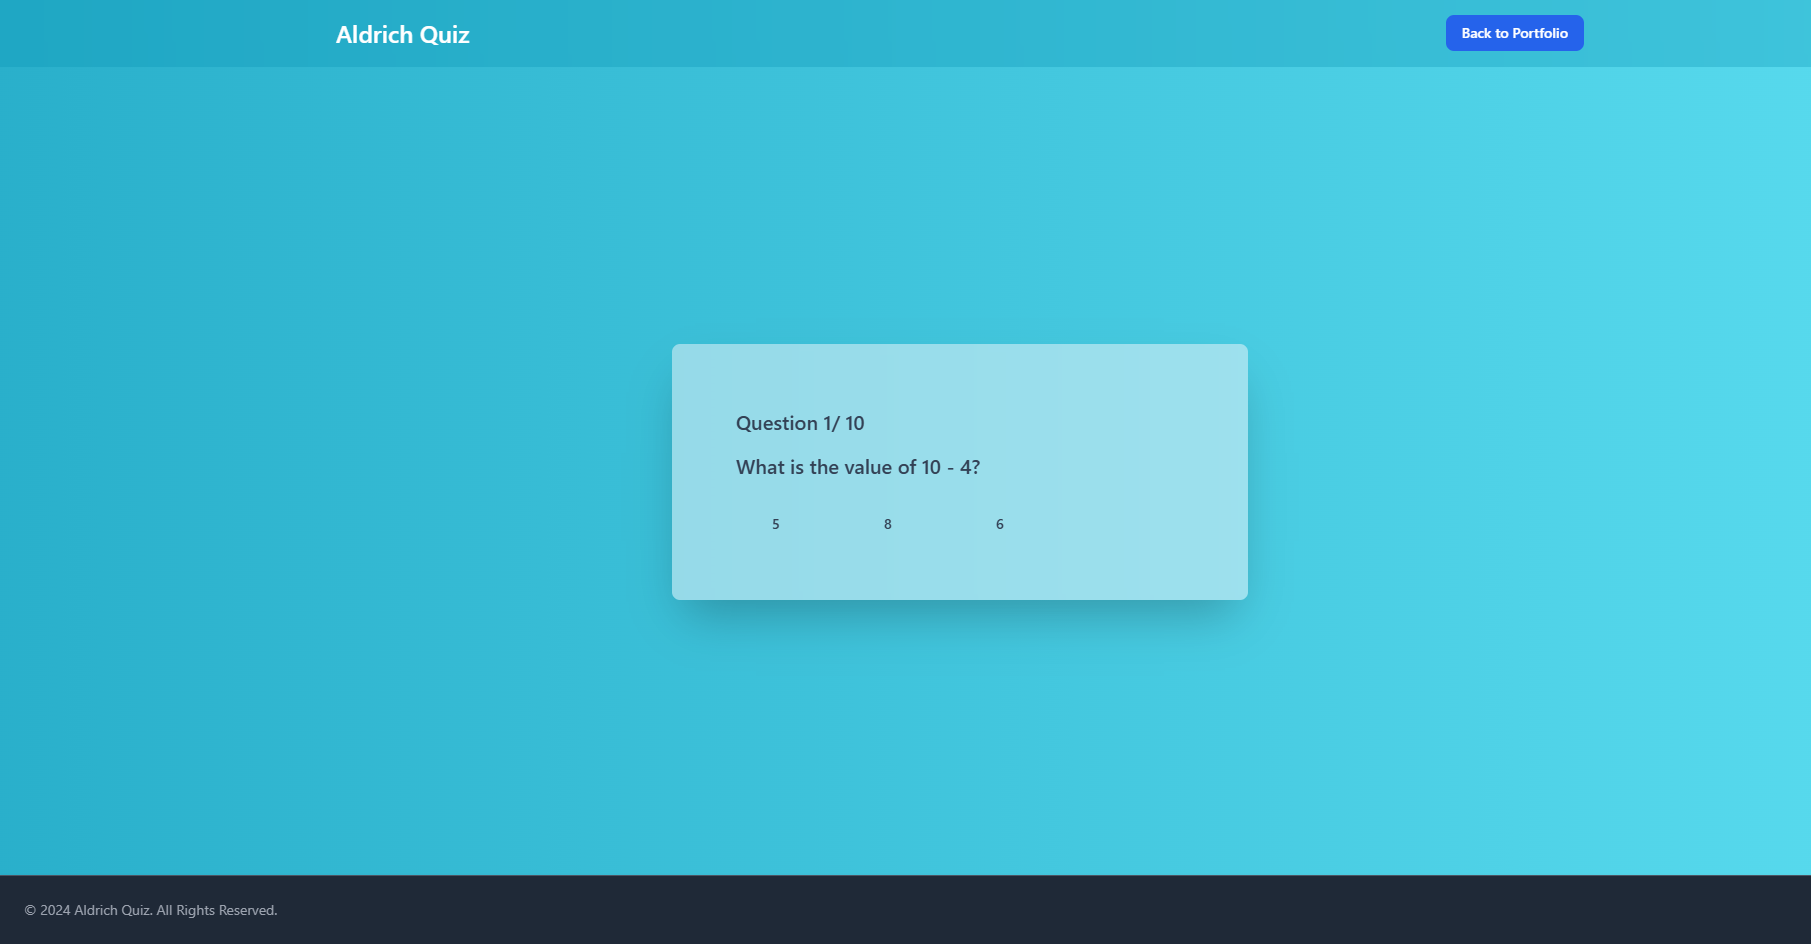 Aldrich Quiz
Back to Portfolio
Question 1/ 10
What is the value of 10 - 4?
5 8 6
© 2024 Aldrich Quiz. All Rights Reserved.